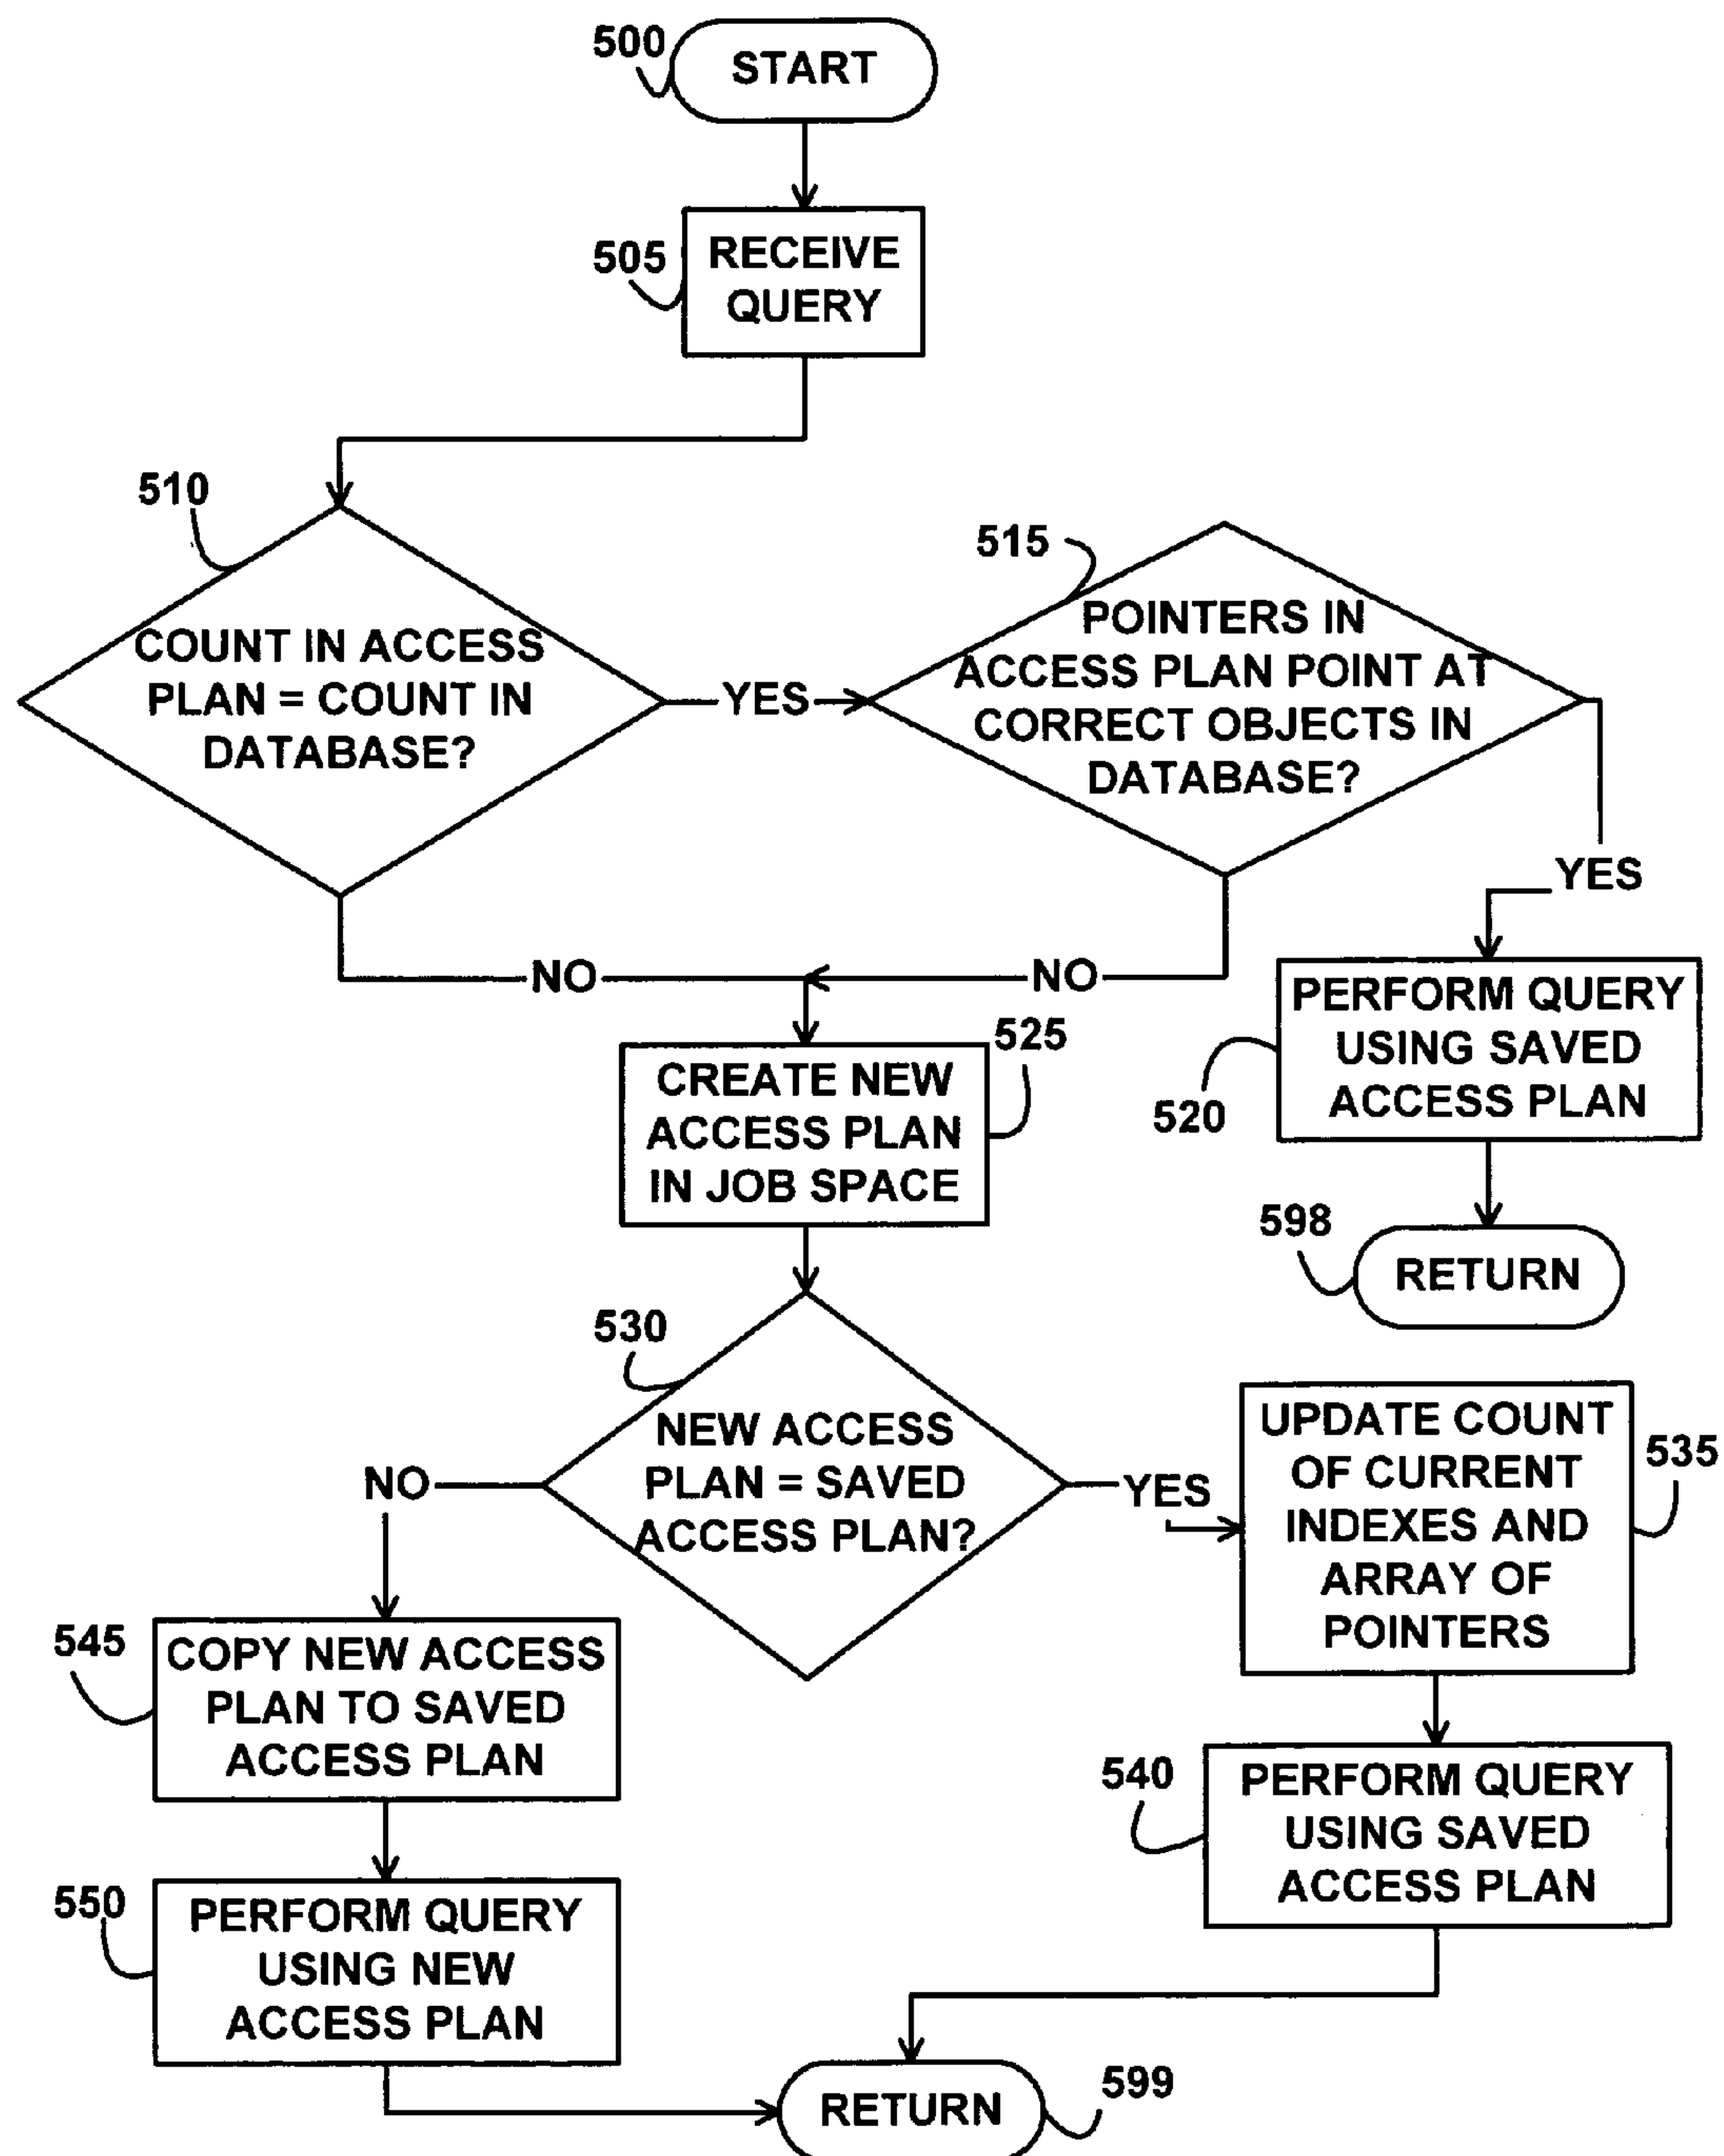 500
START
505
RECEIVE
QUERY
510
COUNT IN ACCESS
PLAN = COUNT IN
DATABASE?
YES
515
POINTERS IN
ACCESS PLAN POINT AT
CORRECT OBJECTS IN
DATABASE?
YES
NO
NO
520
PERFORM QUERY
USING SAVED
ACCESS PLAN
525
CREATE NEW
ACCESS PLAN
IN JOB SPACE
598
RETURN
530
NEW ACCESS
PLAN = SAVED
ACCESS PLAN?
NO
YES
535
UPDATE COUNT
OF CURRENT
INDEXES AND
ARRAY OF
POINTERS
545
COPY NEW ACCESS
PLAN TO SAVED
ACCESS PLAN
540
PERFORM QUERY
USING SAVED
ACCESS PLAN
550
PERFORM QUERY
USING NEW
ACCESS PLAN
RETURN
599